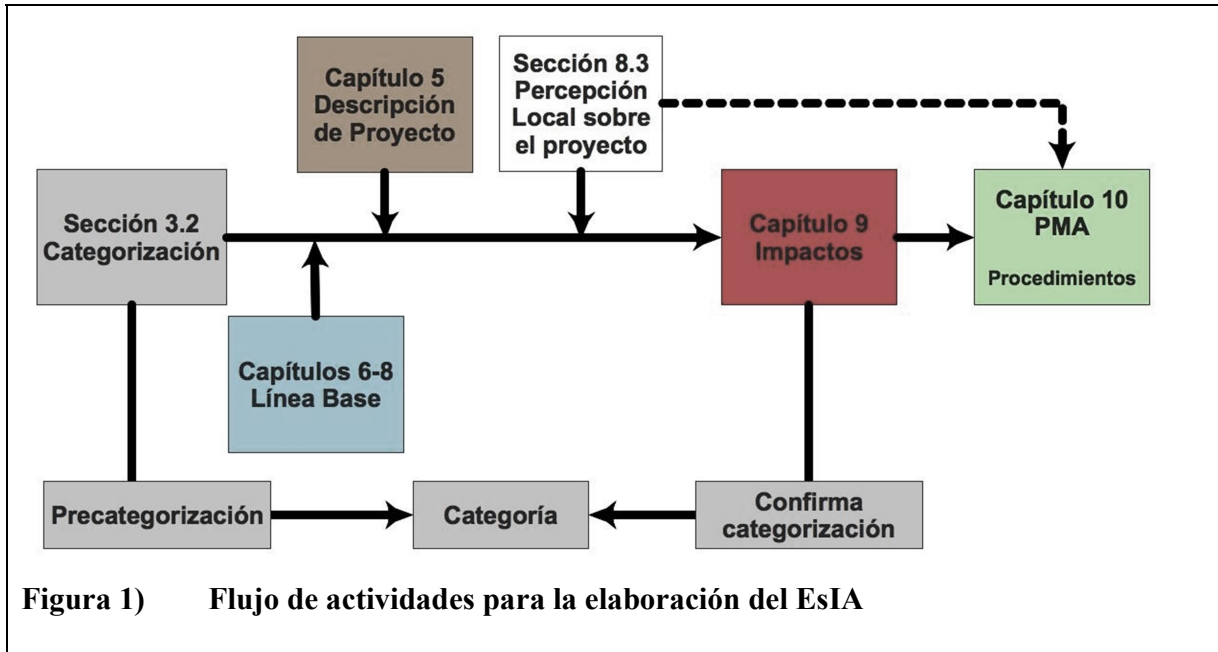 Capítulo 5
Descripción
de Proyecto
Sección 8.3
Percepción
Local sobre
el proyecto
Sección 3.2
Categorización
Capítulo 9
Impactos
Capítulo 10
PMA
Procedimientos
Capítulos 6-8
Línea Base
Precategorización
Categoría
Confirma
categorización
Figura 1) Flujo de actividades para la elaboración del EsIA